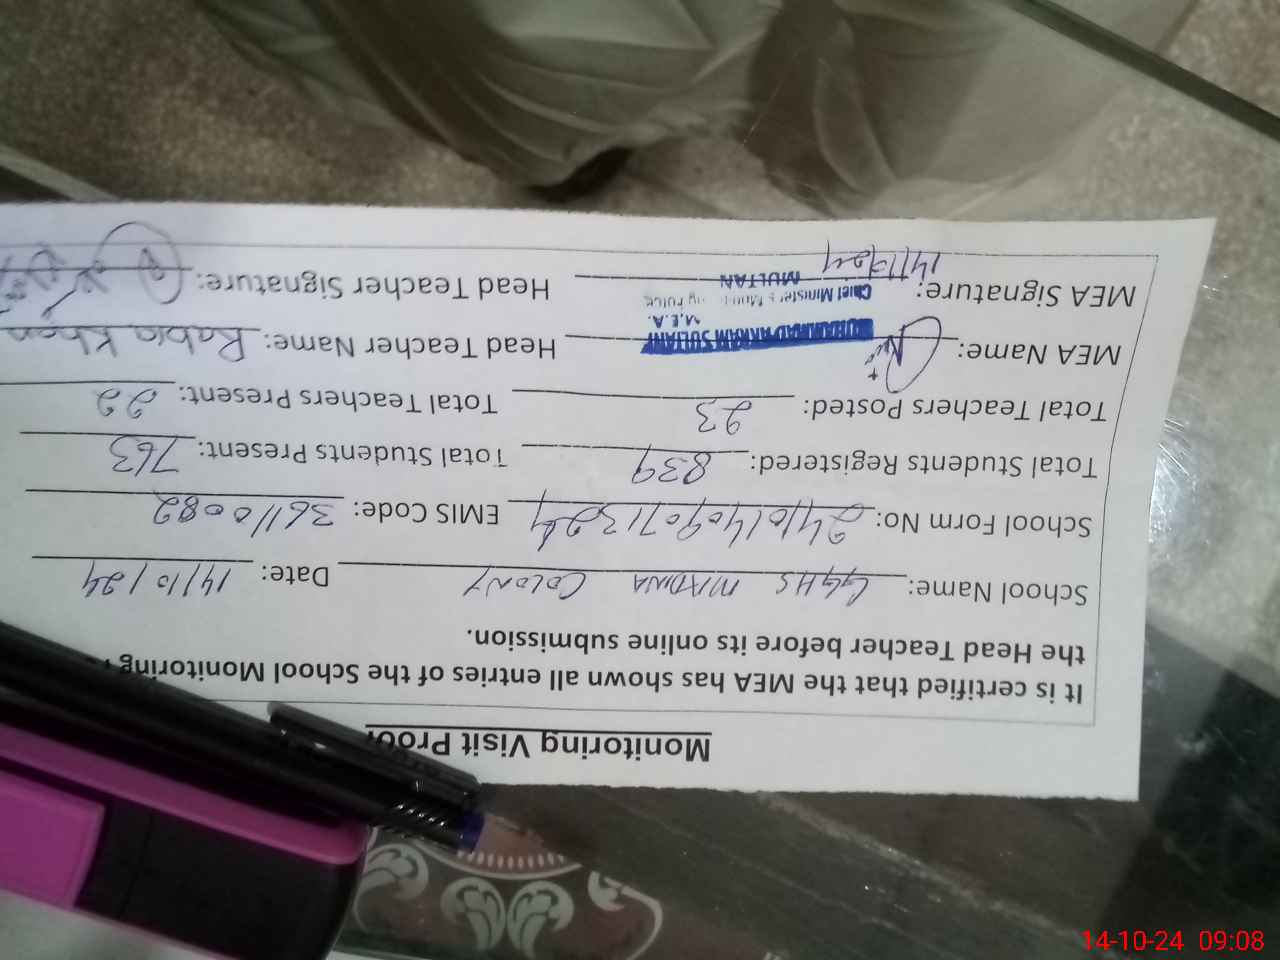 Monitoring Visit Proof
It is certified that the MEA has shown all entries of the School Monitoring
the Head Teacher before its online submission.
School Name: GGHS MADINA COLONY Date: 14/10/24
School Form No: EMIS Code: 36110082
Total Students Registered: 839 Total Students Present: 763
Total Teachers Posted: 23 Total Teachers Present: 22
MEA Name: MUHAMMAD AKRAM SULTANI Head Teacher Name: Rabia Khan
M.E.A.
Chief Minister's Monitoring Force
MULTAN
MEA Signature: 14/10/24 Head Teacher Signature:
14-10-24 09:08